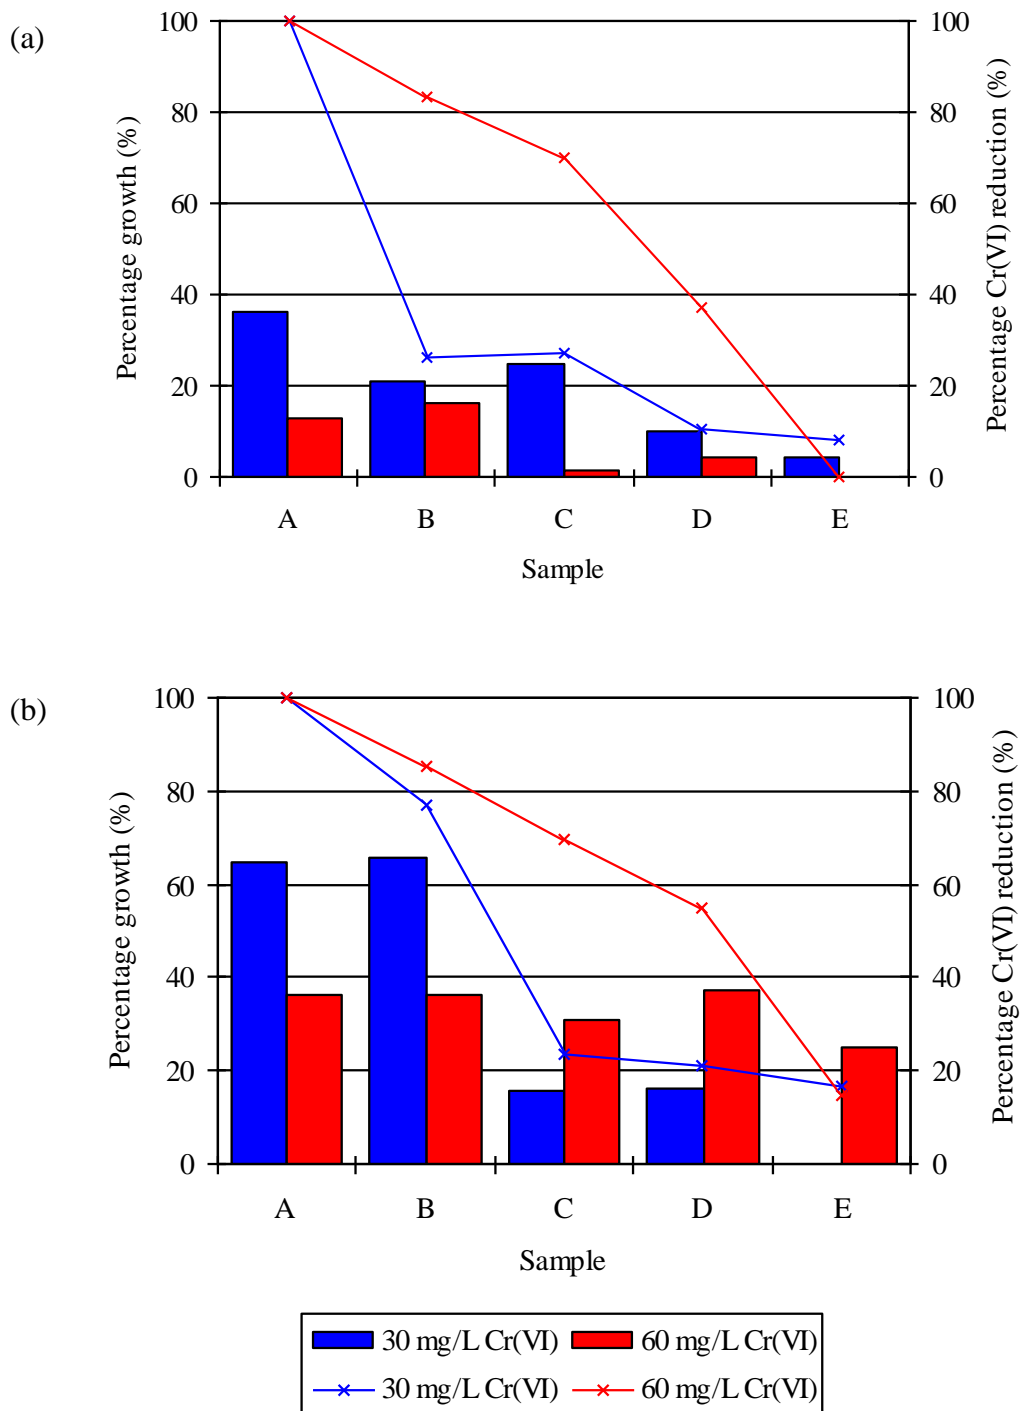 (a)
Percentage growth (%)
100
80
60
40
20
0
100
80
60
40
20
0
Percentage Cr(VI) reduction (%)
A B C D E
Sample
(b)
Percentage growth (%)
100
80
60
40
20
0
100
80
60
40
20
0
Percentage Cr(VI) reduction (%)
A B C D E
Sample
30 mg/L Cr(VI) 60 mg/L Cr(VI)
30 mg/L Cr(VI) 60 mg/L Cr(VI)